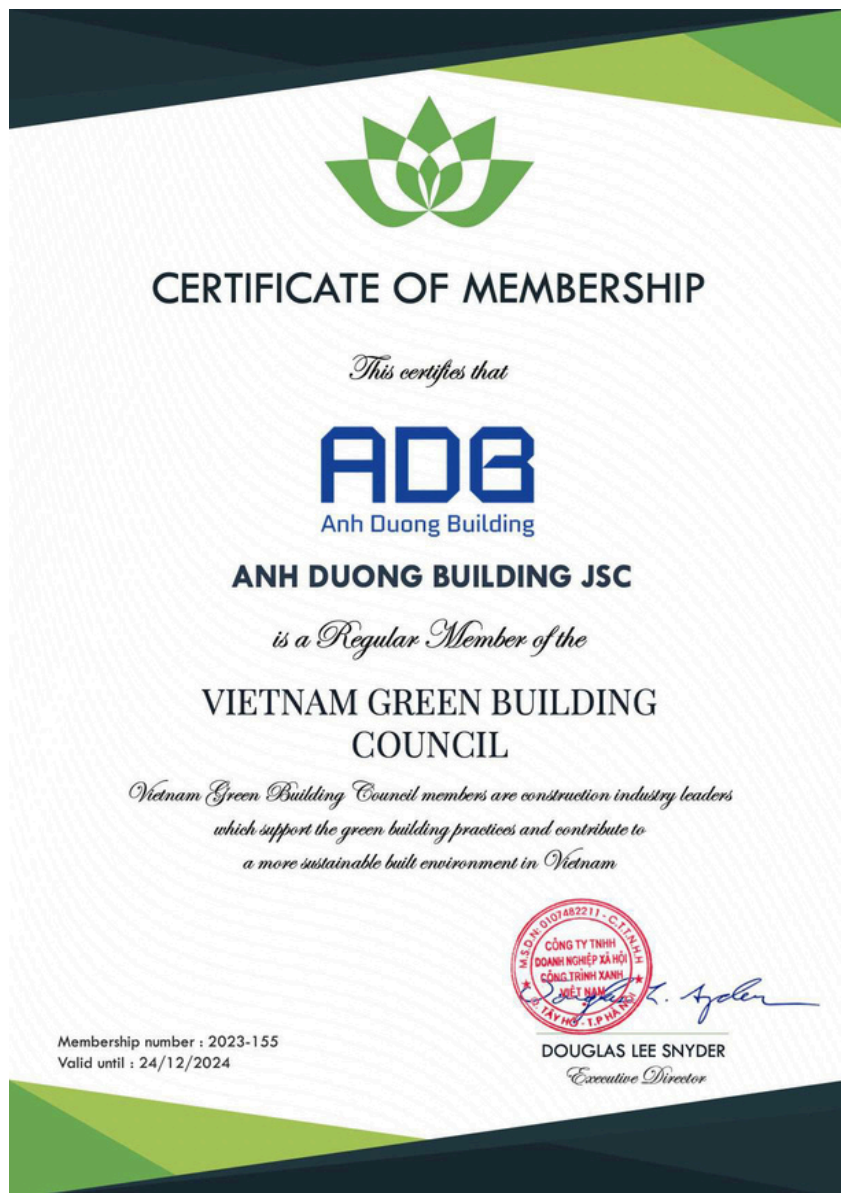 CERTIFICATE OF MEMBERSHIP
This certifies that
ADB
Anh Duong Building
ANH DUONG BUILDING JSC
is a Regular Member of the
VIETNAM GREEN BUILDING
COUNCIL
Vietnam Green Building Council members are construction industry leaders
which support the green building practices and contribute to
a more sustainable built environment in Vietnam
M.S.D.N: 0107482211 - C.T.T.N.H.H
CÔNG TY TNHH
DOANH NGHIỆP XÃ HỘI
CÔNG TRÌNH XANH
VIỆT NAM
Q. TÂY HỒ - T.P HÀ NỘI
Douglas L. Snyder
Membership number : 2023-155
Valid until : 24/12/2024
DOUGLAS LEE SNYDER
Executive Director